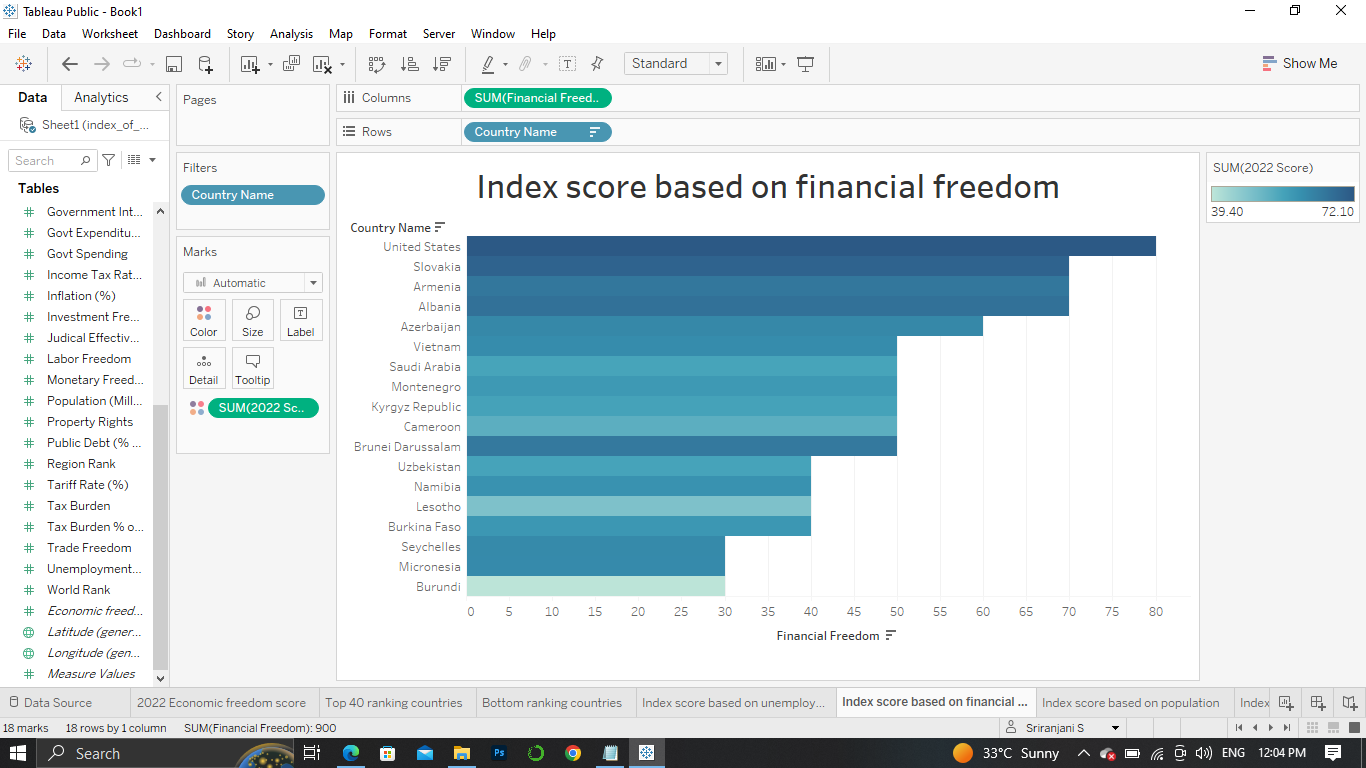 Tableau Public - Book1
File Data Worksheet Dashboard Story Analysis Map Format Server Window Help
Standard
Show Me
Data Analytics
Sheet1 (index_of_...
Search
Tables
Government Int...
Govt Expenditu...
Govt Spending
Income Tax Rat...
Inflation (%)
Investment Fre...
Judical Effectiv...
Labor Freedom
Monetary Freed...
Population (Mill...
Property Rights
Public Debt (% ...
Region Rank
Tariff Rate (%)
Tax Burden
Tax Burden % o...
Trade Freedom
Unemployment...
World Rank
Economic freed...
Latitude (gener...
Longitude (gen...
Measure Values
Pages
Filters
Country Name
Marks
Automatic
Color Size Label
Detail Tooltip
SUM(2022 Sc..
Columns SUM(Financial Freed..
Rows Country Name
Index score based on financial freedom
Country Name
United States
Slovakia
Armenia
Albania
Azerbaijan
Vietnam
Saudi Arabia
Montenegro
Kyrgyz Republic
Cameroon
Brunei Darussalam
Uzbekistan
Namibia
Lesotho
Burkina Faso
Seychelles
Micronesia
Burundi
0 5 10 15 20 25 30 35 40 45 50 55 60 65 70 75 80
Financial Freedom
SUM(2022 Score)
39.40 72.10
Data Source 2022 Economic freedom score Top 40 ranking countries Bottom ranking countries Index score based on unemploy... Index score based on financial ... Index score based on population Index
18 marks 18 rows by 1 column SUM(Financial Freedom): 900 Sriranjani S
Search Ps 33°C Sunny ENG 12:04 PM